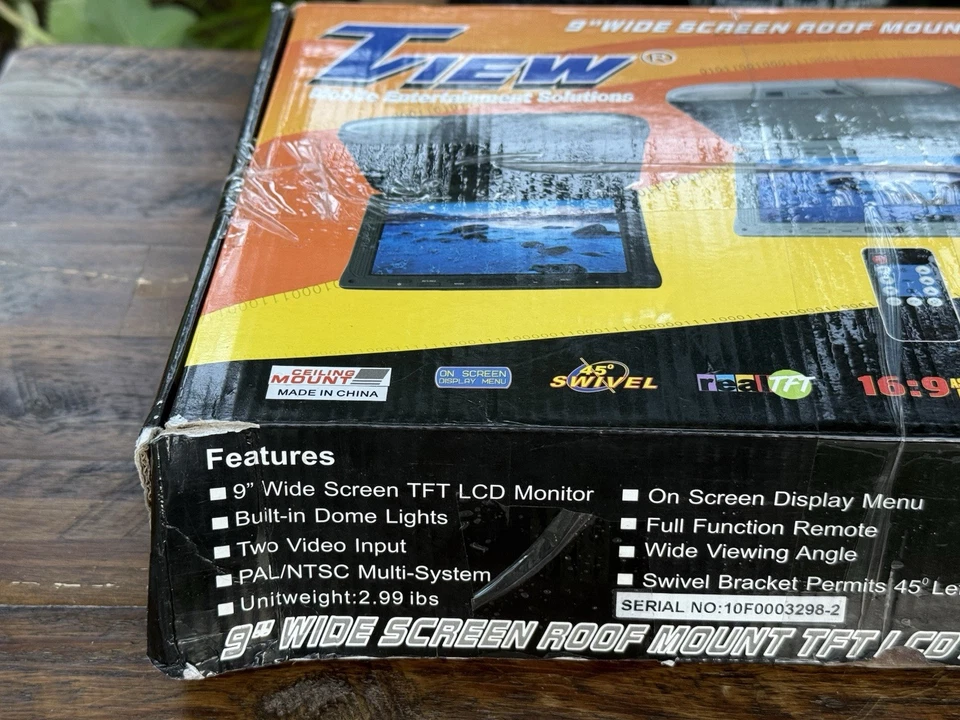 TVIEW®
9" WIDE SCREEN ROOF MOUN
Mobile Entertainment Solutions
CEILING
MOUNT
MADE IN CHINA
ON SCREEN
DISPLAY MENU
45°
SWIVEL
real TFT
16:9
Features
9” Wide Screen TFT LCD Monitor
Built-in Dome Lights
Two Video Input
PAL/NTSC Multi-System
Unitweight:2.99 ibs
On Screen Display Menu
Full Function Remote
Wide Viewing Angle
Swivel Bracket Permits 45° Le
SERIAL NO:10F0003298-2
9" WIDE SCREEN ROOF MOUNT TFT LCD